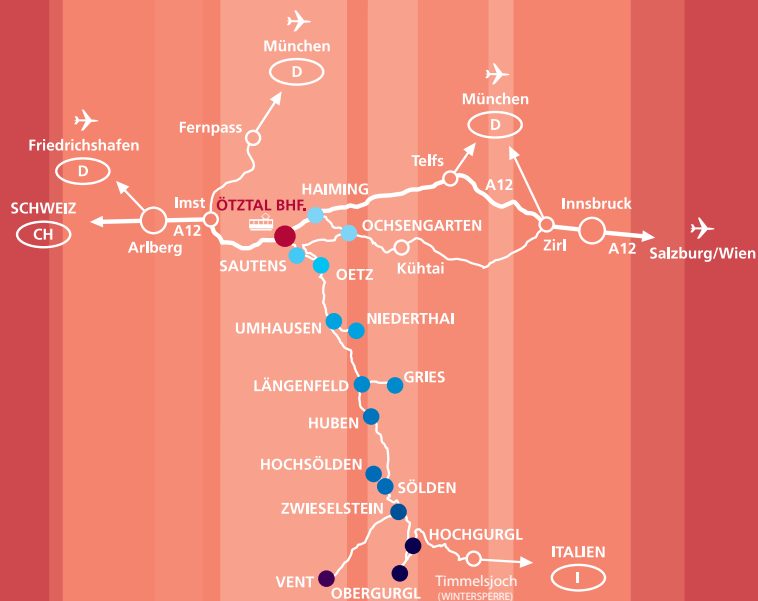 München
D
München
D
Fernpass
Friedrichshafen
D
Telfs
HAIMING
A12
Imst
ÖTZTAL BHF.
Innsbruck
SCHWEIZ
CH
OCHSENGARTEN
A12
Arlberg
Zirl
A12
Salzburg/Wien
Kühtai
SAUTENS
OETZ
NIEDERTHAI
UMHAUSEN
GRIES
LÄNGENFELD
HUBEN
HOCHSÖLDEN
SÖLDEN
ZWIESELSTEIN
HOCHGURGL
ITALIEN
I
VENT
Timmelsjoch
(WINTERSPERRE)
OBERGURGL